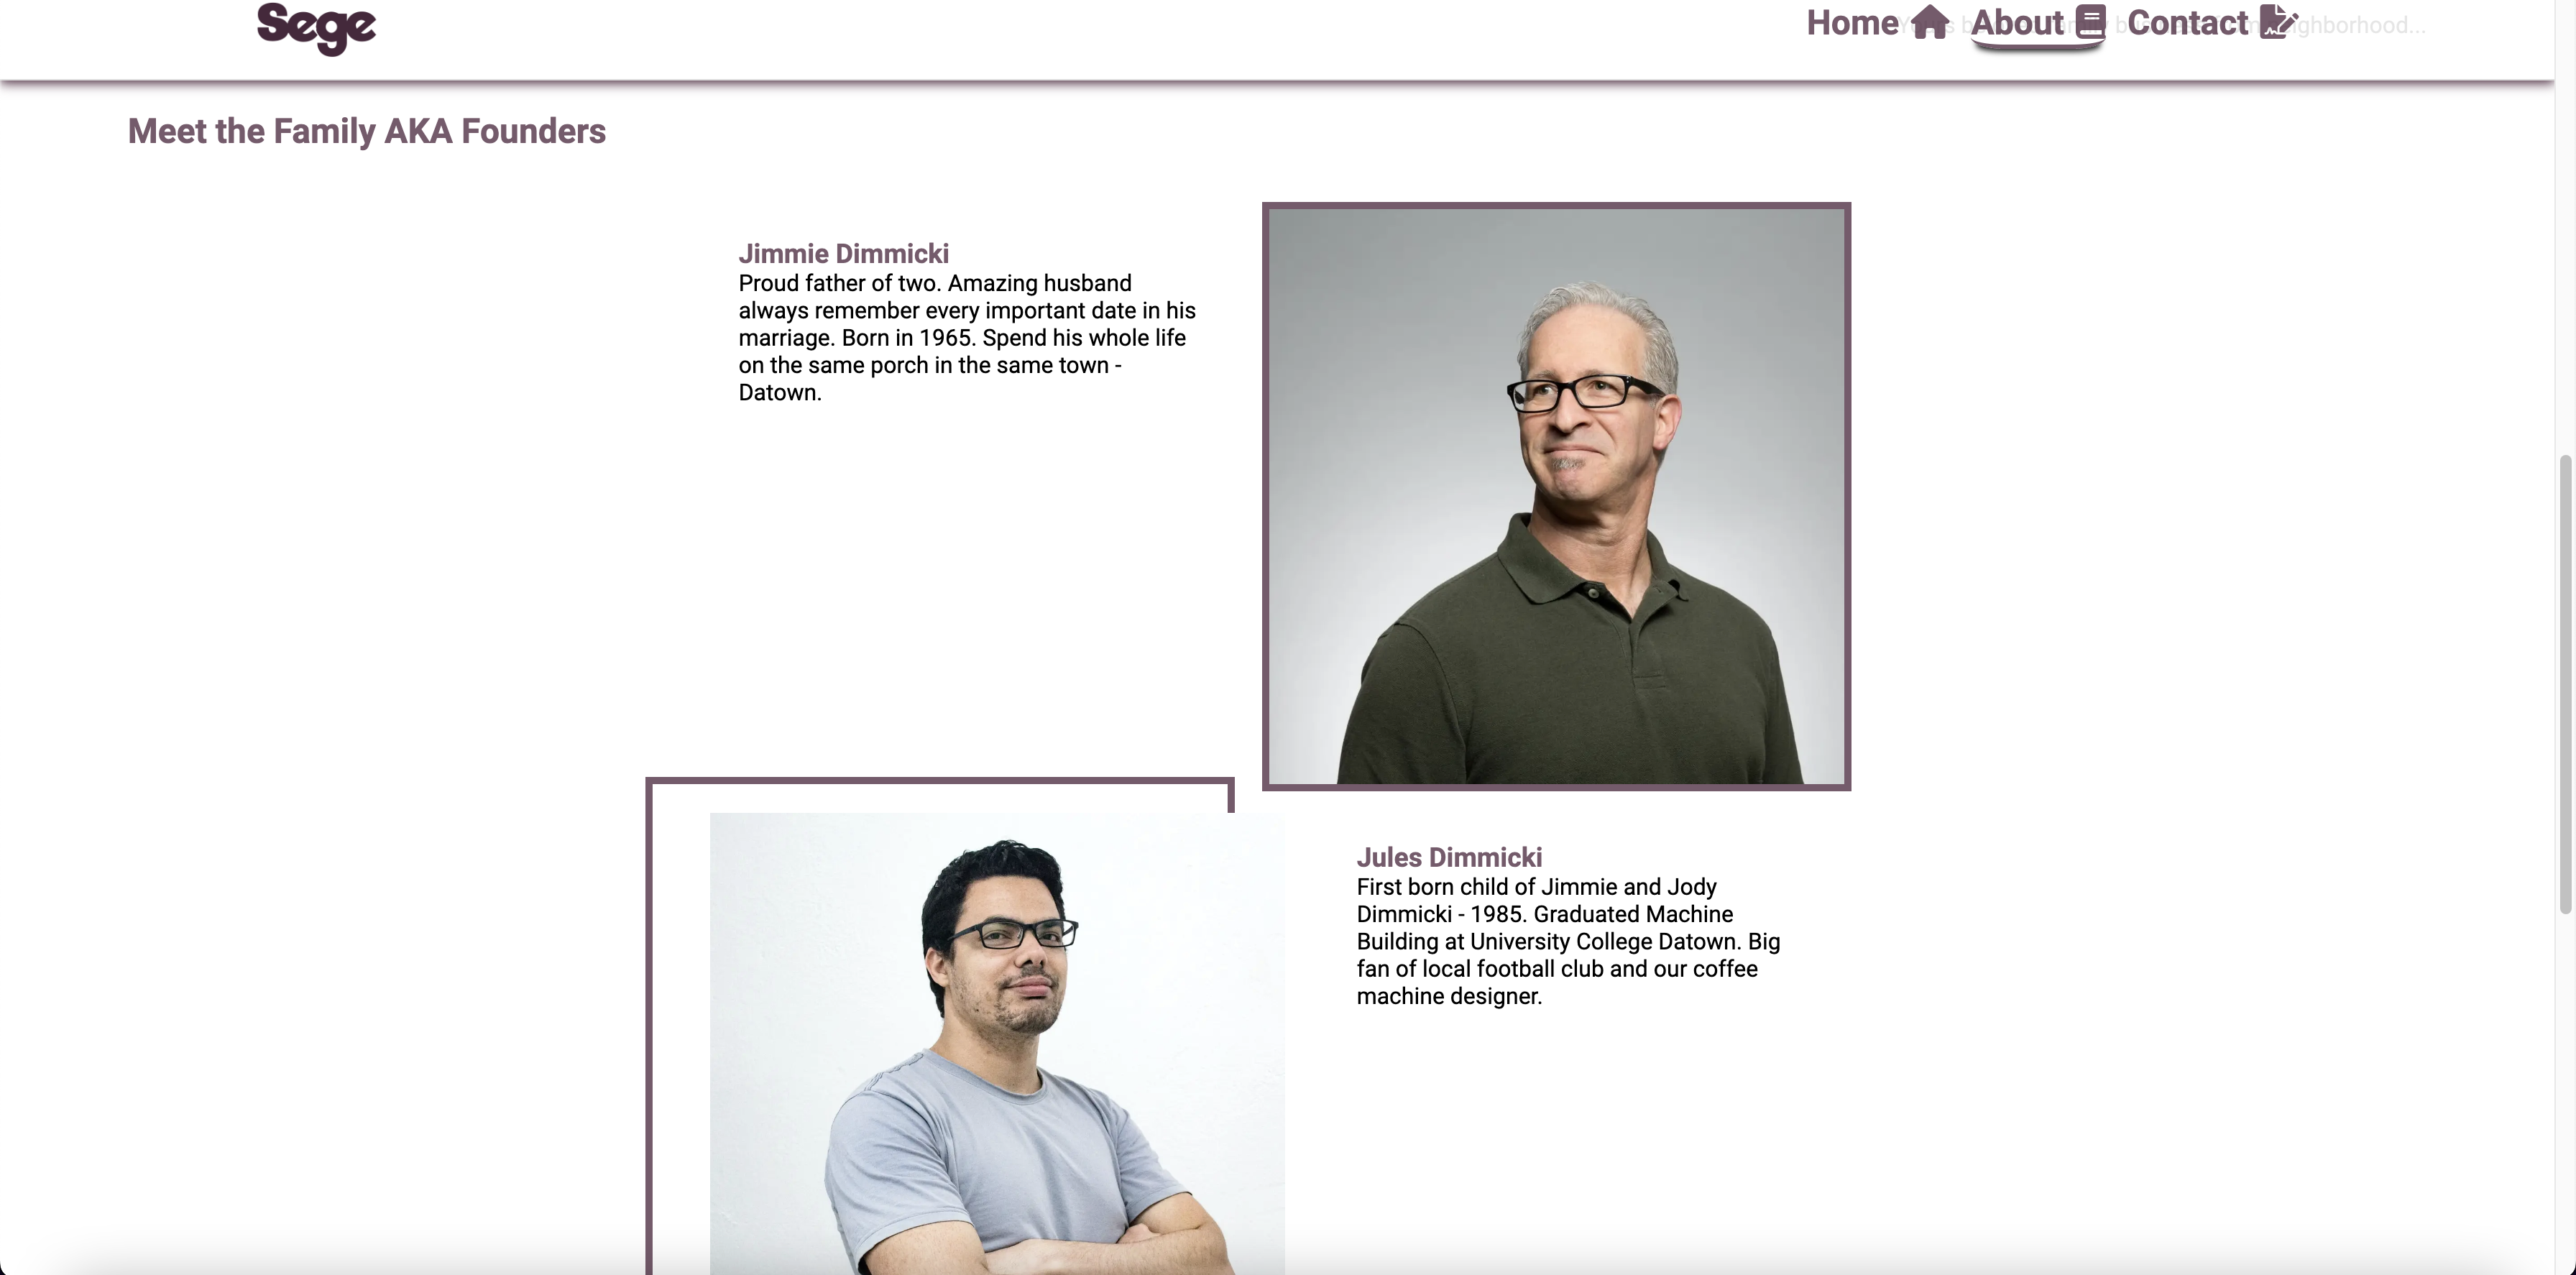 Sege
Home About Contact
Meet the Family AKA Founders
Jimmie Dimmicki
Proud father of two. Amazing husband
always remember every important date in his
marriage. Born in 1965. Spend his whole life
on the same porch in the same town -
Datown.
Jules Dimmicki
First born child of Jimmie and Jody
Dimmicki - 1985. Graduated Machine
Building at University College Datown. Big
fan of local football club and our coffee
machine designer.